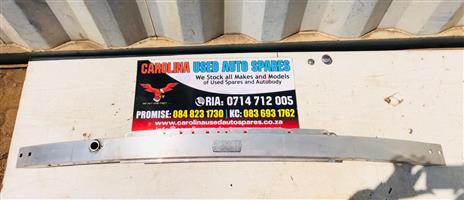 CAROLINA USED AUTO SPARES
We Stock all Makes and Models
of Used Spares and Autobody
RIA: 0714 712 005
PROMISE: 084 823 1730 | KC: 083 693 1762
www.carolinausedautospares.co.za